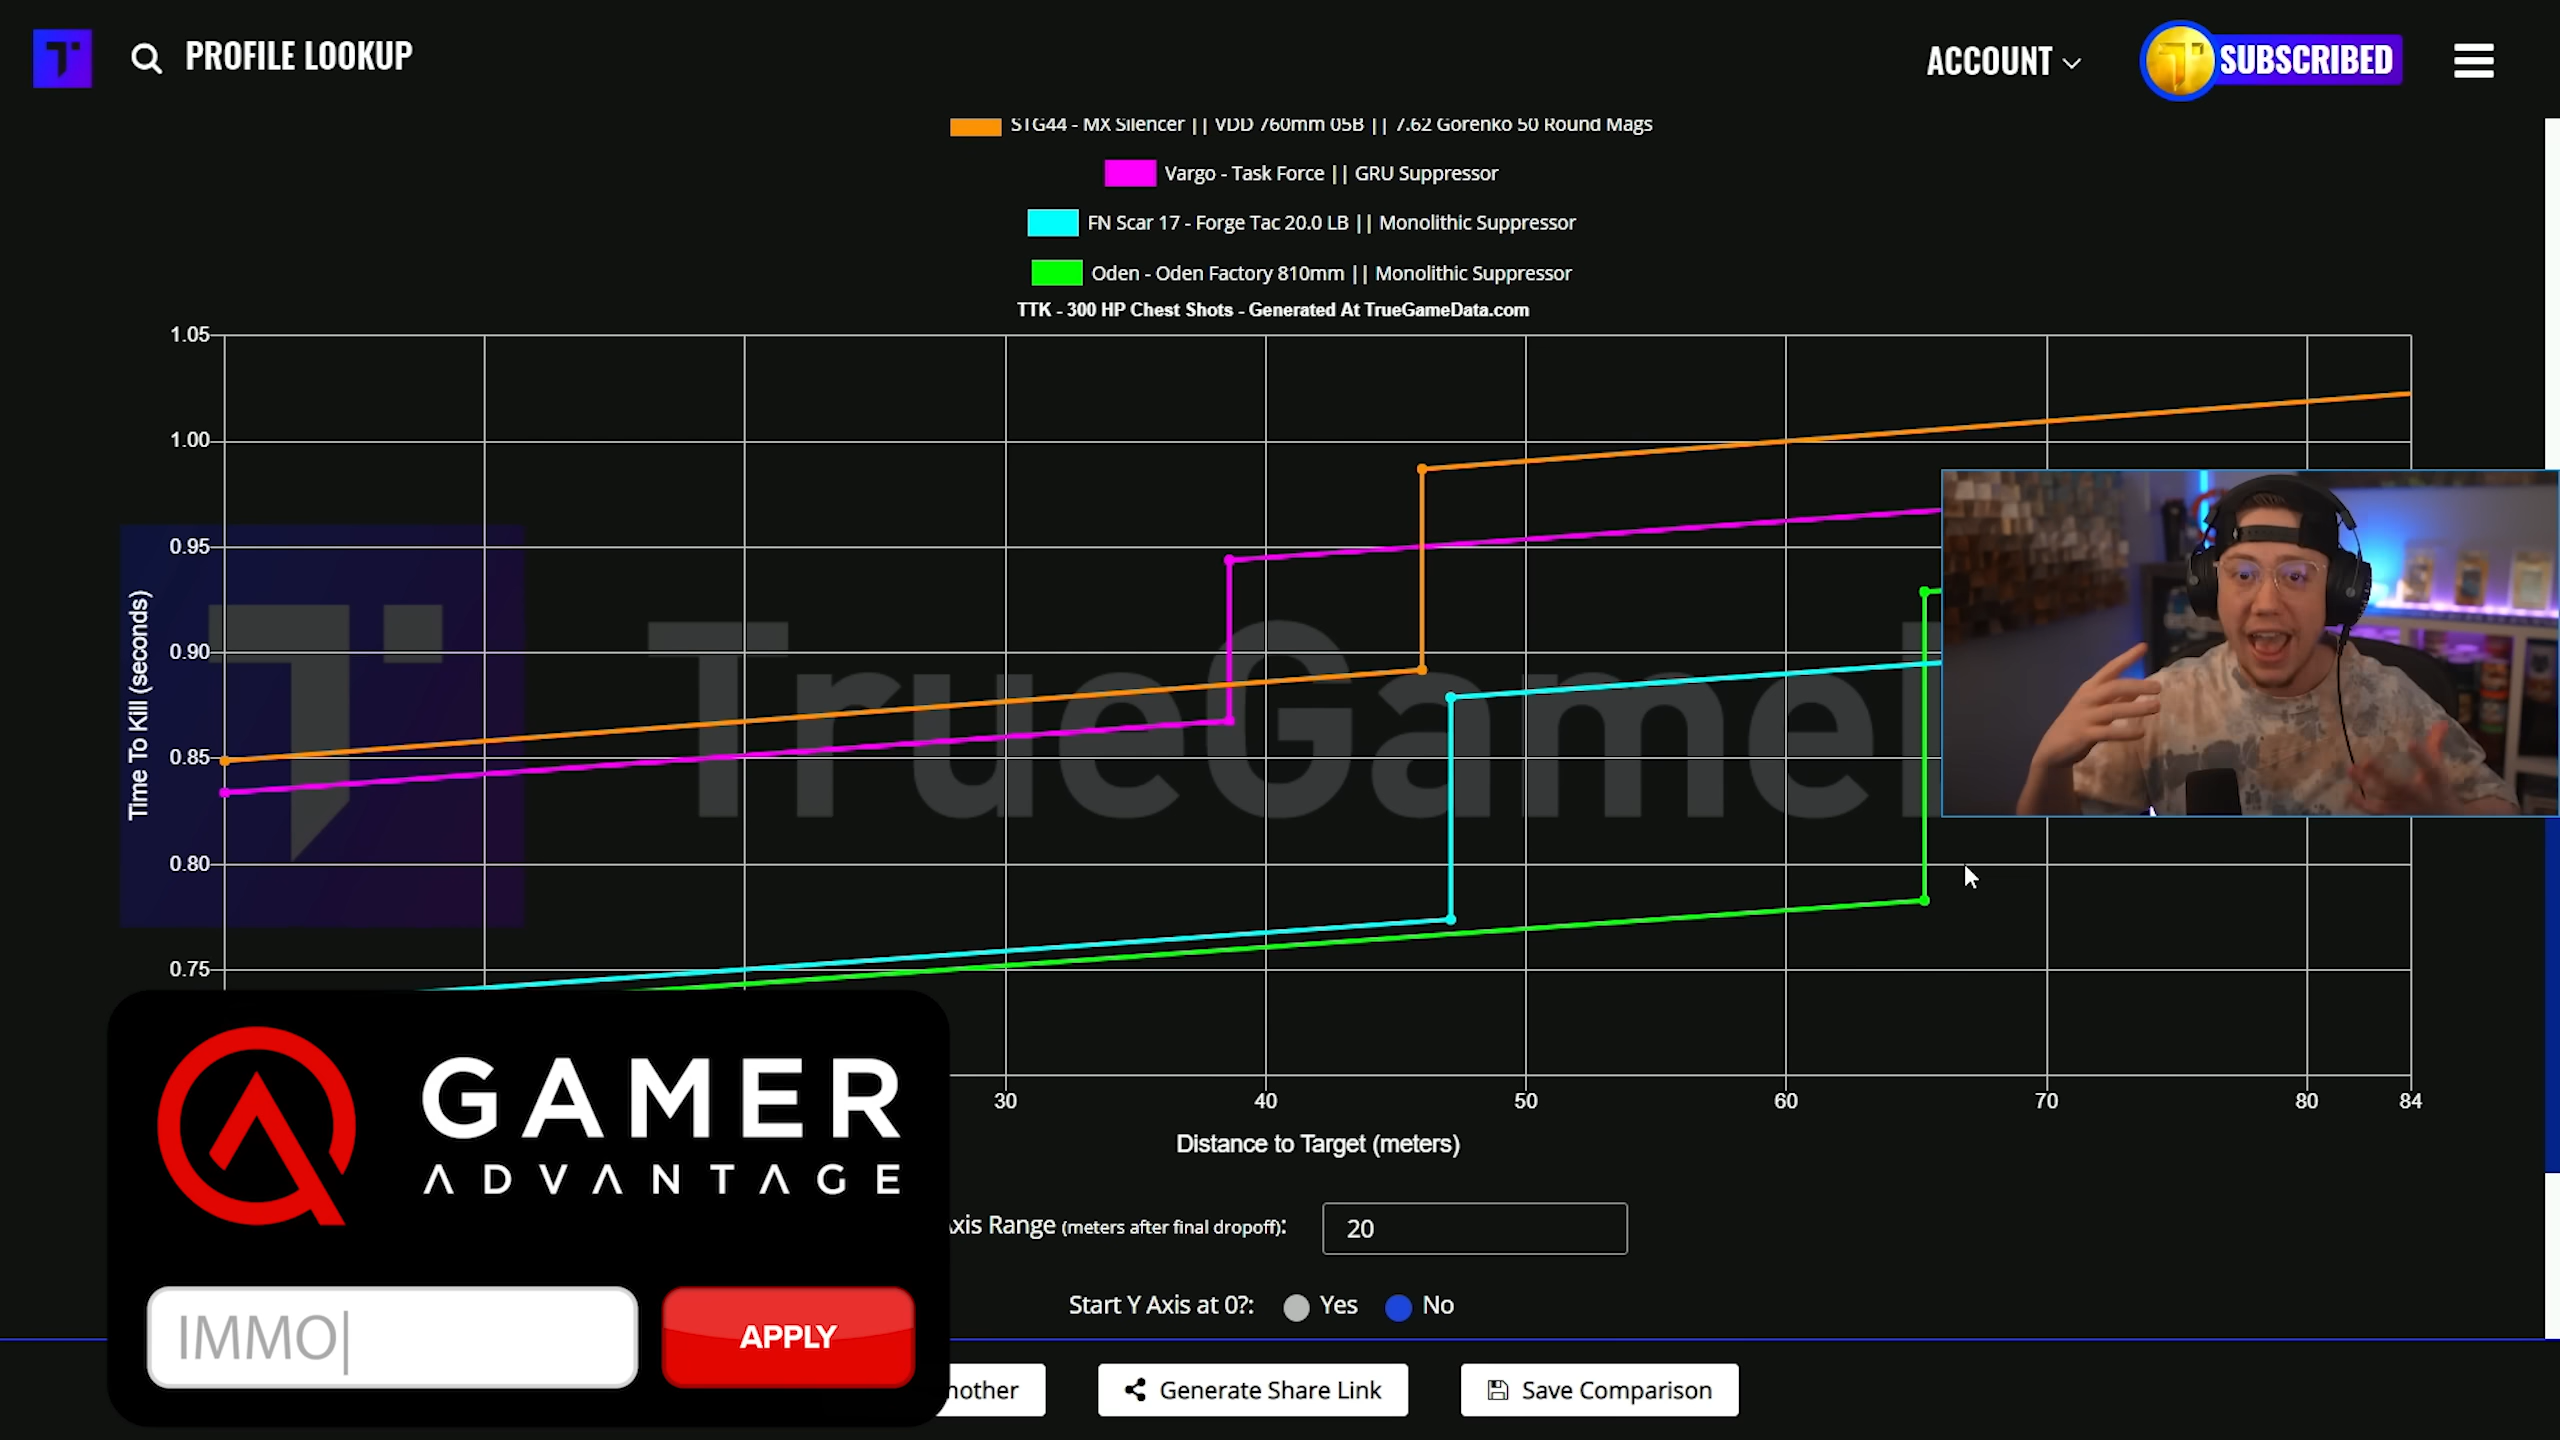 PROFILE LOOKUP
ACCOUNT
SUBSCRIBED
STG44 - MX Silencer || VDD 760mm 05B || 7.62 Gorenko 50 Round Mags
Vargo - Task Force || GRU Suppressor
FN Scar 17 - Forge Tac 20.0 LB || Monolithic Suppressor
Oden - Oden Factory 810mm || Monolithic Suppressor
TTK - 300 HP Chest Shots - Generated At TrueGameData.com
1.05
1.00
0.95
0.90
0.85
0.80
0.75
Time To Kill (seconds)
TrueGame
30 40 50 60 70 80 84
Distance to Target (meters)
xis Range (meters after final dropoff): 20
Start Y Axis at 0?: Yes No
nother
Generate Share Link
Save Comparison
GAMER
ADVANTAGE
IMMO
APPLY